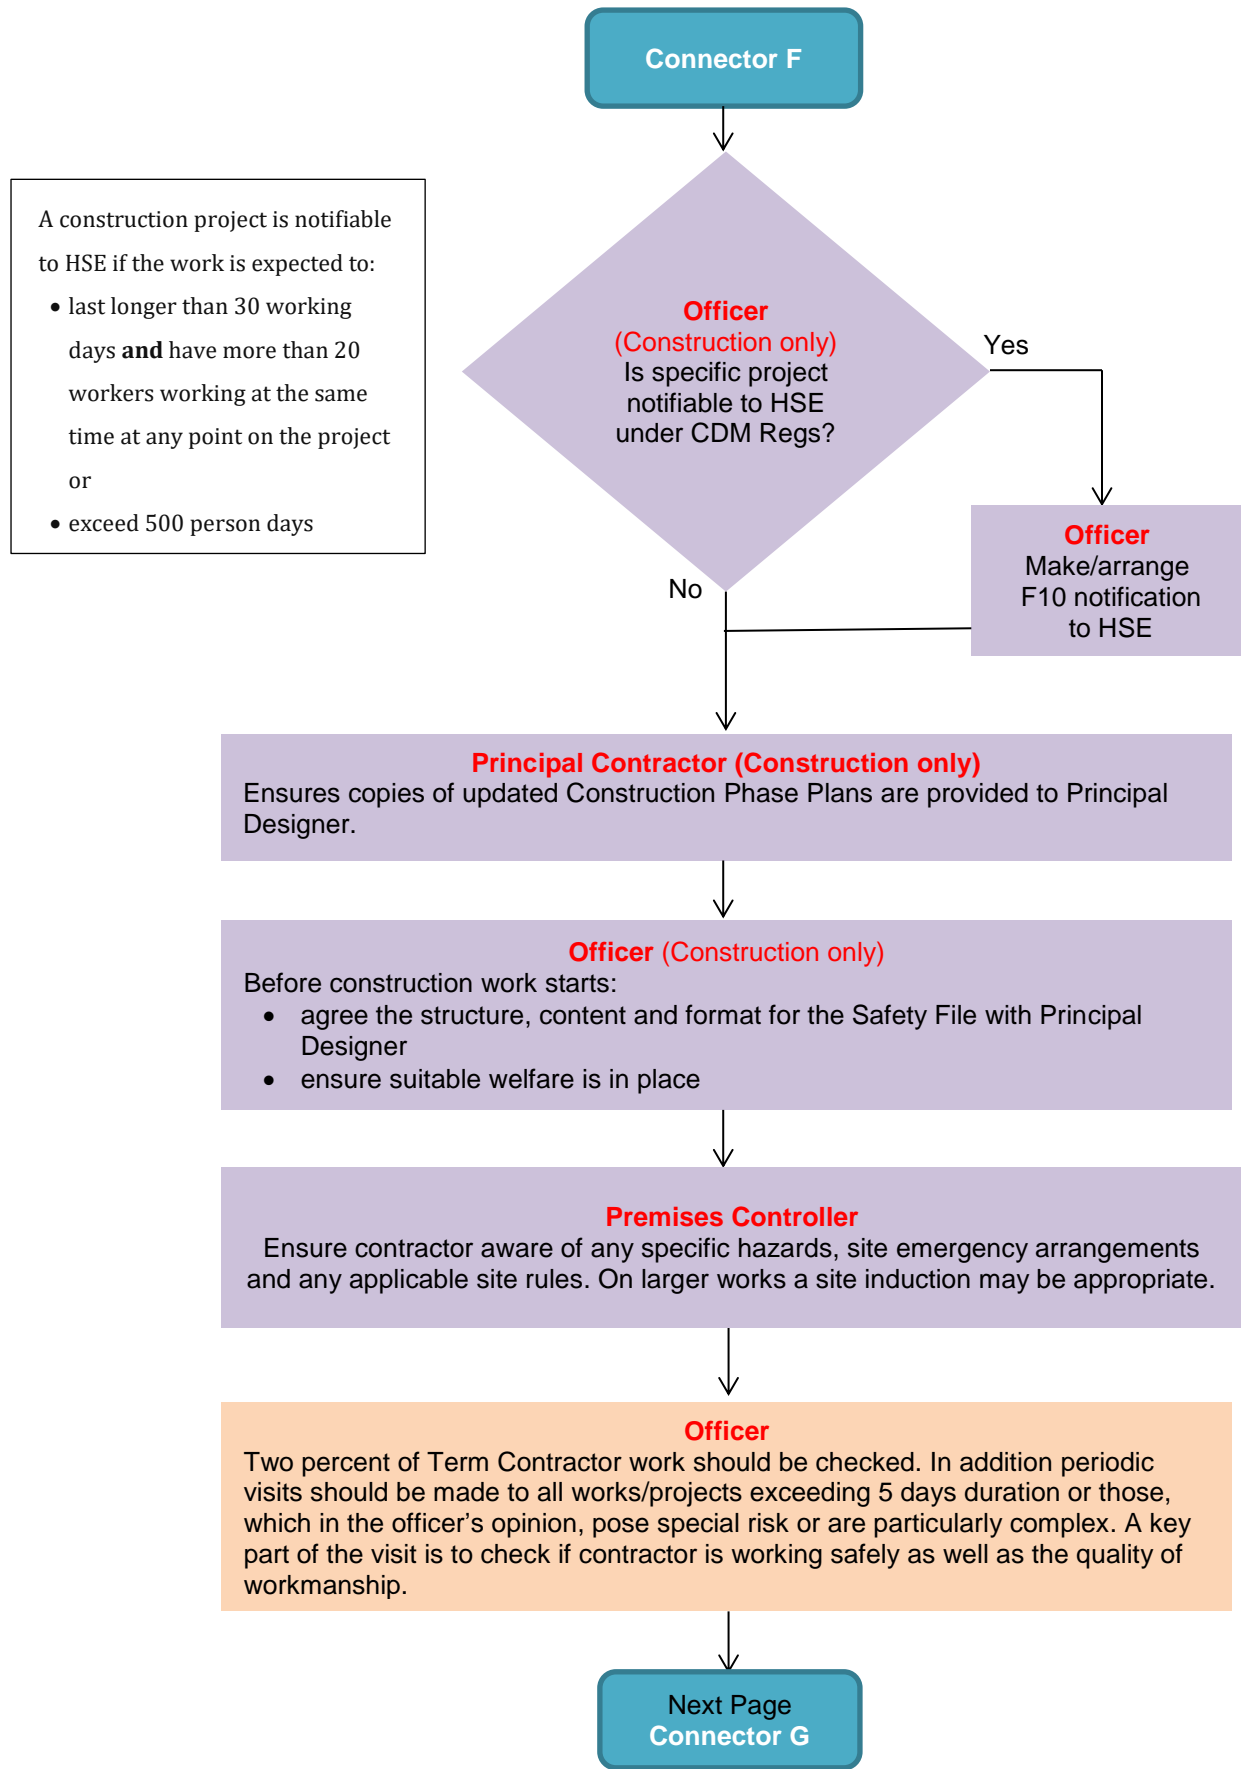 Connector F
A construction project is notifiable
to HSE if the work is expected to:
• last longer than 30 working
days and have more than 20
workers working at the same
time at any point on the project
or
• exceed 500 person days
Officer
(Construction only)
Is specific project
notifiable to HSE
under CDM Regs?
Yes
No
Officer
Make/arrange
F10 notification
to HSE
Principal Contractor (Construction only)
Ensures copies of updated Construction Phase Plans are provided to Principal
Designer.
Officer (Construction only)
Before construction work starts:
• agree the structure, content and format for the Safety File with Principal
Designer
• ensure suitable welfare is in place
Premises Controller
Ensure contractor aware of any specific hazards, site emergency arrangements
and any applicable site rules. On larger works a site induction may be appropriate.
Officer
Two percent of Term Contractor work should be checked. In addition periodic
visits should be made to all works/projects exceeding 5 days duration or those,
which in the officer’s opinion, pose special risk or are particularly complex. A key
part of the visit is to check if contractor is working safely as well as the quality of
workmanship.
Next Page
Connector G